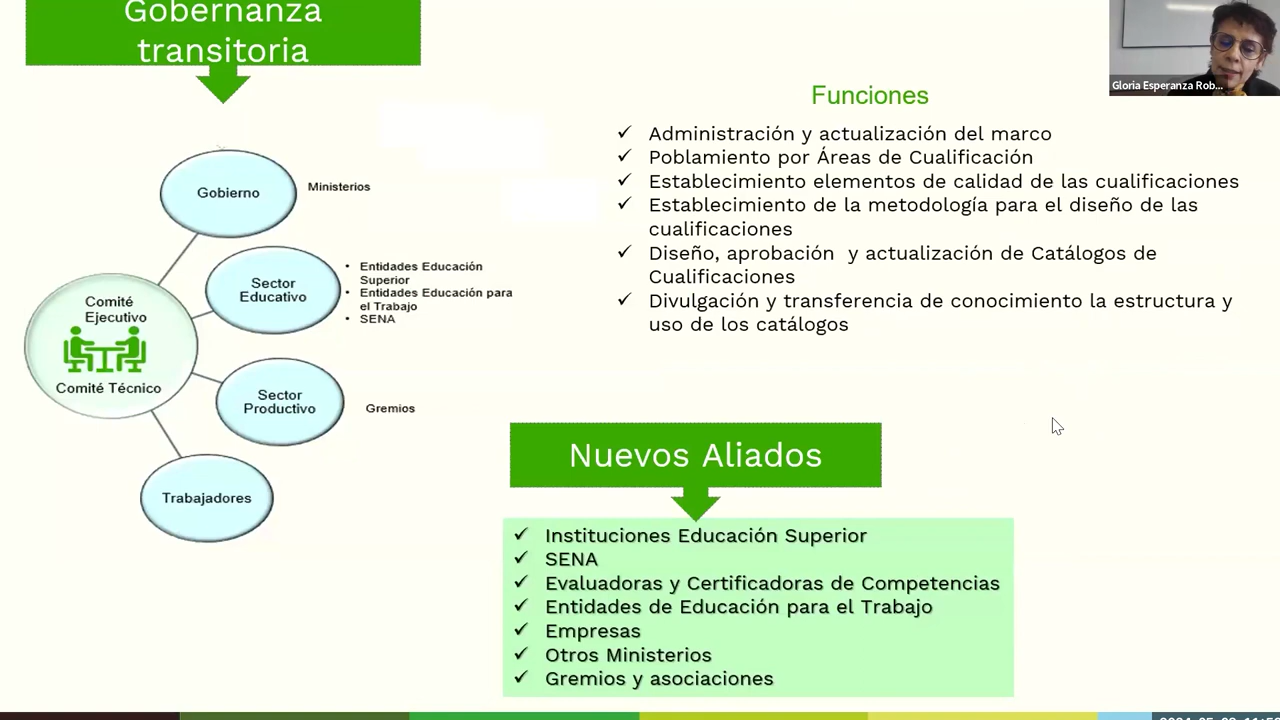 Gobernanza
transitoria
Gloria Esperanza Rob...
Funciones
✓ Administración y actualización del marco
✓ Poblamiento por Áreas de Cualificación
✓ Establecimiento elementos de calidad de las cualificaciones
✓ Establecimiento de la metodología para el diseño de las
cualificaciones
✓ Diseño, aprobación y actualización de Catálogos de
Cualificaciones
✓ Divulgación y transferencia de conocimiento la estructura y
uso de los catálogos
Gobierno
Ministerios
Sector
Educativo
• Entidades Educación
Superior
• Entidades Educación para
el Trabajo
• SENA
Comité
Ejecutivo
Comité Técnico
Sector
Productivo
Gremios
Trabajadores
Nuevos Aliados
✓ Instituciones Educación Superior
✓ SENA
✓ Evaluadoras y Certificadoras de Competencias
✓ Entidades de Educación para el Trabajo
✓ Empresas
✓ Otros Ministerios
✓ Gremios y asociaciones